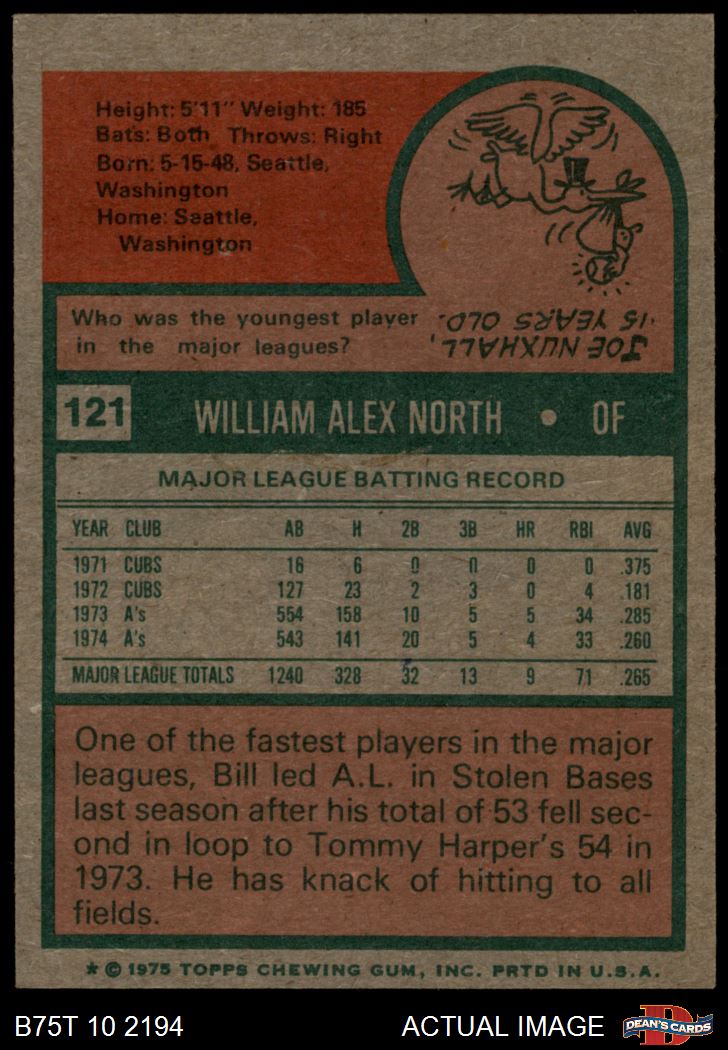 Height: 5'11" Weight: 185
Bats: Both Throws: Right
Born: 5-15-48, Seattle,
Washington
Home: Seattle,
Washington
Who was the youngest player
in the major leagues?
JOE NUXHALL,
15 YEARS OLD.
121 WILLIAM ALEX NORTH • OF
MAJOR LEAGUE BATTING RECORD
YEAR CLUB AB H 2B 3B HR RBI AVG
1971 CUBS 16 6 0 0 0 0 .375
1972 CUBS 127 23 2 3 0 4 .181
1973 A's 554 158 10 5 5 34 .285
1974 A's 543 141 20 5 4 33 .260
MAJOR LEAGUE TOTALS 1240 328 32 13 9 71 .265
One of the fastest players in the major
leagues, Bill led A.L. in Stolen Bases
last season after his total of 53 fell sec-
ond in loop to Tommy Harper's 54 in
1973. He has knack of hitting to all
fields.
* © 1975 TOPPS CHEWING GUM, INC. PRTD IN U.S.A.
B75T 10 2194 ACTUAL IMAGE D DEAN'S CARDS